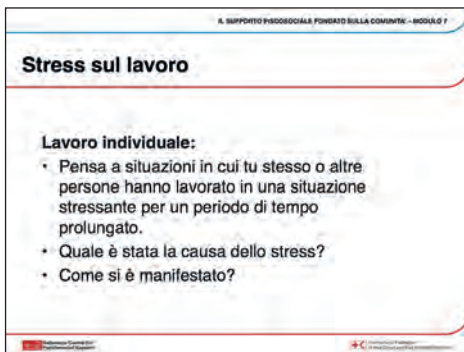 IL SUPPORTO PISCOSOCIALE FONDATO SULLA COMUNITA' – MODULO 7
Stress sul lavoro
Lavoro individuale:
• Pensa a situazioni in cui tu stesso o altre
persone hanno lavorato in una situazione
stressante per un periodo di tempo
prolungato.
• Quale è stata la causa dello stress?
• Come si è manifestato?